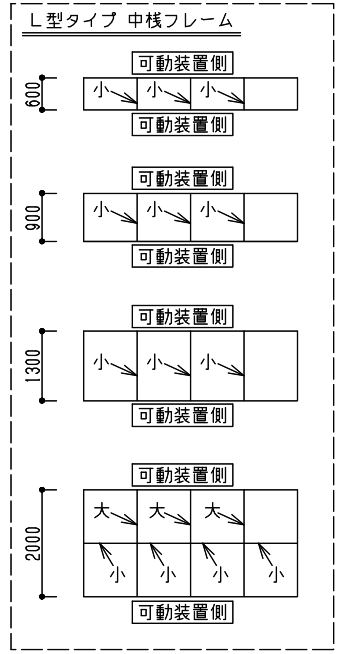 L型タイプ 中桟フレーム
可動装置側
600
小 小 小
可動装置側
可動装置側
900
小 小 小
可動装置側
可動装置側
1300
小 小 小
可動装置側
可動装置側
2000
大 大 大
小 小 小 小
可動装置側